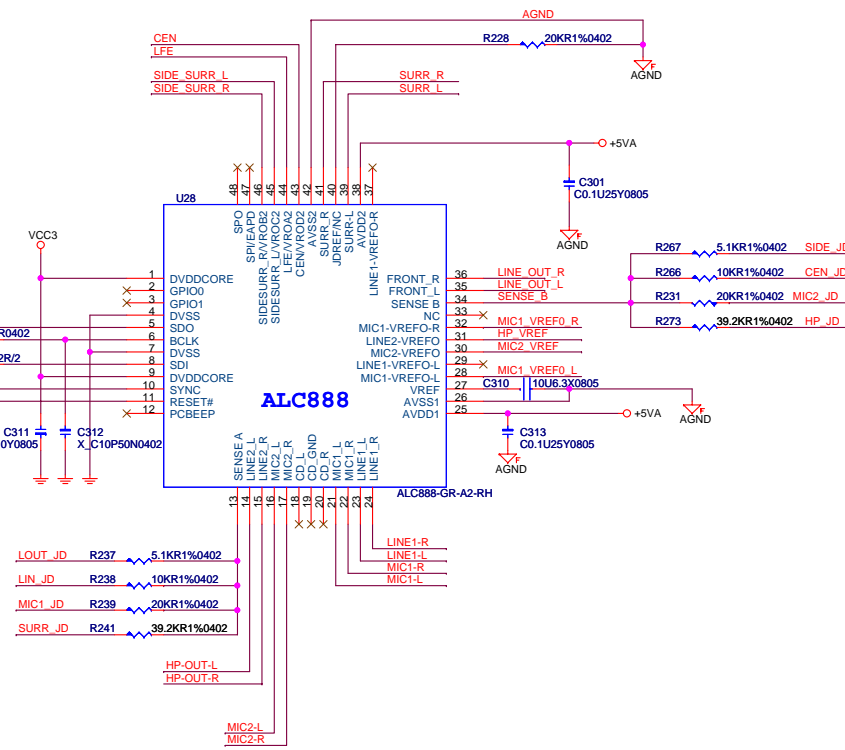 AGND
CEN
R228 20KR1%0402
LFE
AGND
SIDE_SURR_L SURR_R
SIDE_SURR_R SURR_L
+5VA
48 47 46 45 44 43 42 41 40 39 38 37
C301
C0.1U25Y0805
U28
SPO
SPI/EAPD
SIDESURR_R/VROB2
SIDESURR_L/VROC2
LFE/VROA2
CEN/VROD2
AVSS2
SURR_R
JDREF/NC
SURR-L
AVDD2
LINE1-VREFO-R
VCC3
AGND
R267 5.1KR1%0402 SIDE_JD
R266 10KR1%0402 CEN_JD
R231 20KR1%0402 MIC2_JD
R273 39.2KR1%0402 HP_JD
1 DVDDCORE
2 GPIO0
3 GPIO1
4 DVSS
5 SDO
6 BCLK
7 DVSS
8 SDI
9 DVDDCORE
10 SYNC
11 RESET#
12 PCBEEP
R0402
2R/2
FRONT_R 36 LINE_OUT_R
FRONT_L 35 LINE_OUT_L
SENSE B 34 SENSE_B
NC 33
MIC1-VREFO-R 32 MIC1_VREF0_R
LINE2-VREFO 31 HP_VREF
MIC2-VREFO 30 MIC2_VREF
LINE1-VREFO-L 29
MIC1-VREFO-L 28 MIC1_VREF0_L
VREF 27 C310 10U6.3X0805
AVSS1 26
AVDD1 25
+5VA
AGND
ALC888
C311
0Y0805
C312
X_C10P50N0402
C313
C0.1U25Y0805
AGND
SENSE A
LINE2_L
LINE2_R
MIC2_L
MIC2_R
CD_L
CD_GND
CD_R
MIC1_L
MIC1_R
LINE1_L
LINE1_R
ALC888-GR-A2-RH
13 14 15 16 17 18 19 20 21 22 23 24
LINE1-R
LINE1-L
MIC1-R
MIC1-L
LOUT_JD R237 5.1KR1%0402
LIN_JD R238 10KR1%0402
MIC1_JD R239 20KR1%0402
SURR_JD R241 39.2KR1%0402
HP-OUT-L
HP-OUT-R
MIC2-L
MIC2-R